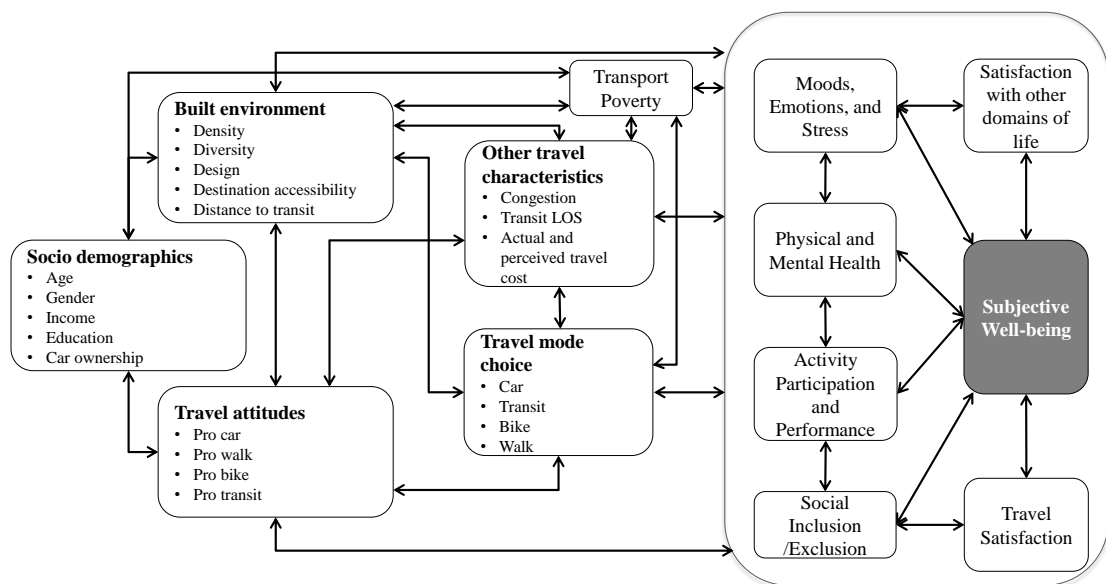 Transport
Poverty
Built environment
• Density
• Diversity
• Design
• Destination accessibility
• Distance to transit
Other travel
characteristics
• Congestion
• Transit LOS
• Actual and
perceived travel
cost
Socio demographics
• Age
• Gender
• Income
• Education
• Car ownership
Travel mode
choice
• Car
• Transit
• Bike
• Walk
Travel attitudes
• Pro car
• Pro walk
• Pro bike
• Pro transit
Moods,
Emotions, and
Stress
Satisfaction
with other
domains of
life
Physical and
Mental Health
Subjective
Well-being
Activity
Participation
and
Performance
Social
Inclusion
/Exclusion
Travel
Satisfaction